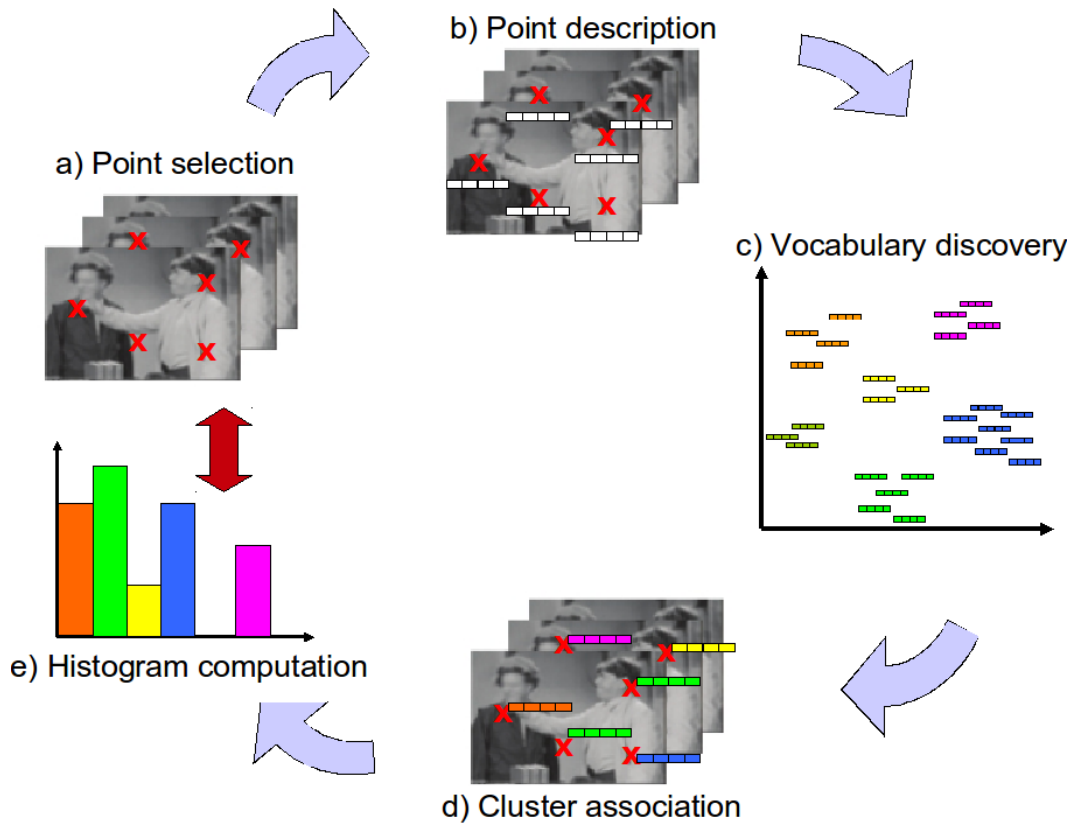 b) Point description
a) Point selection
c) Vocabulary discovery
e) Histogram computation
d) Cluster association